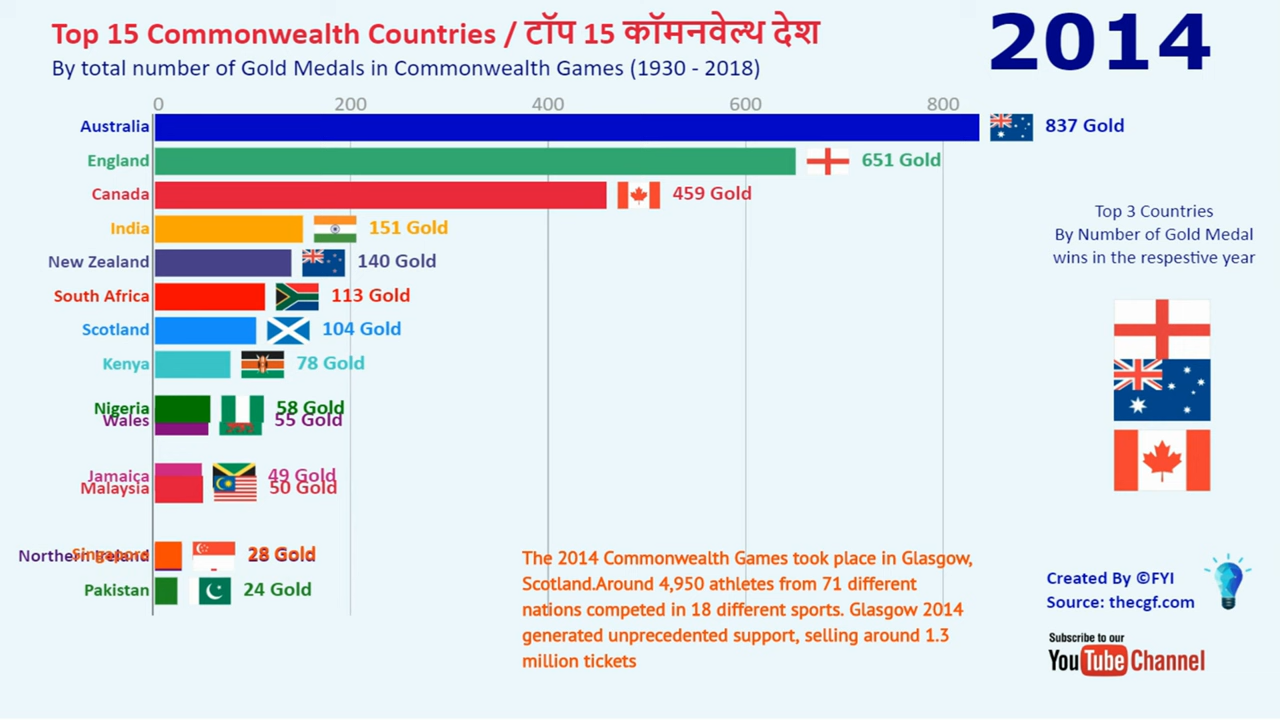 Top 15 Commonwealth Countries / टॉप 15 कॉमनवेल्थ देश
2014
By total number of Gold Medals in Commonwealth Games (1930 - 2018)
0 200 400 600 800
Australia 837 Gold
England 651 Gold
Canada 459 Gold
India 151 Gold
New Zealand 140 Gold
South Africa 113 Gold
Scotland 104 Gold
Kenya 78 Gold
Nigeria 58 Gold
Wales 55 Gold
Jamaica 49 Gold
Malaysia 50 Gold
Northern Ireland
Singapore 28 Gold
Pakistan 24 Gold
Top 3 Countries
By Number of Gold Medal
wins in the respestive year
The 2014 Commonwealth Games took place in Glasgow,
Scotland.Around 4,950 athletes from 71 different
nations competed in 18 different sports. Glasgow 2014
generated unprecedented support, selling around 1.3
million tickets
Created By ©FYI
Source: thecgf.com
Subscribe to our
YouTube Channel